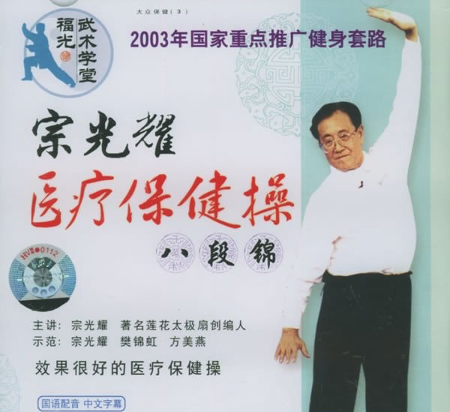 大众保健(3)
福光
武术学堂
2003年国家重点推广健身套路
宗光耀
医疗保健操
八段锦
主讲：宗光耀 著名莲花太极扇创编人
示范：宗光耀 樊锦虹 方美燕
效果很好的医疗保健操
国语配音 中文字幕